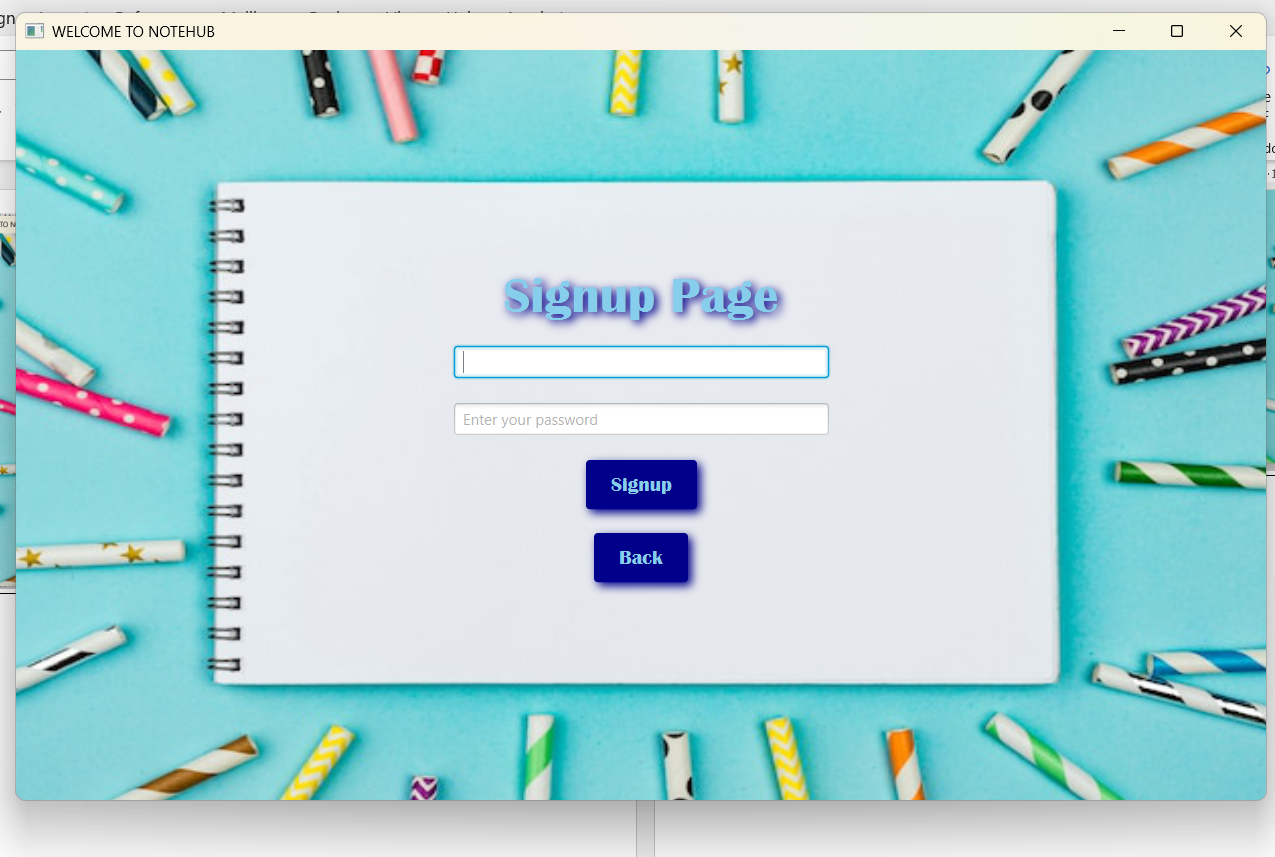 WELCOME TO NOTEHUB
Signup Page
Enter your password
Signup
Back